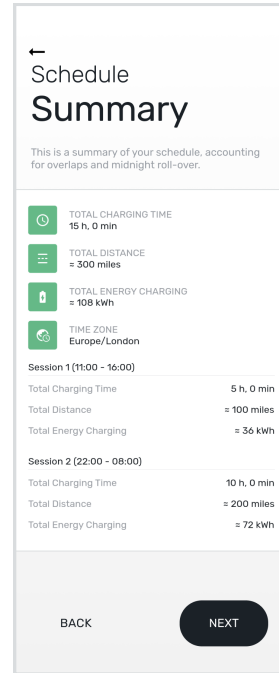 Schedule
Summary
This is a summary of your schedule, accounting
for overlaps and midnight roll-over.
TOTAL CHARGING TIME
15 h, 0 min
TOTAL DISTANCE
≈ 300 miles
TOTAL ENERGY CHARGING
≈ 108 kWh
TIME ZONE
Europe/London
Session 1 (11:00 - 16:00)
Total Charging Time 5 h, 0 min
Total Distance ≈ 100 miles
Total Energy Charging ≈ 36 kWh
Session 2 (22:00 - 08:00)
Total Charging Time 10 h, 0 min
Total Distance ≈ 200 miles
Total Energy Charging ≈ 72 kWh
BACK NEXT